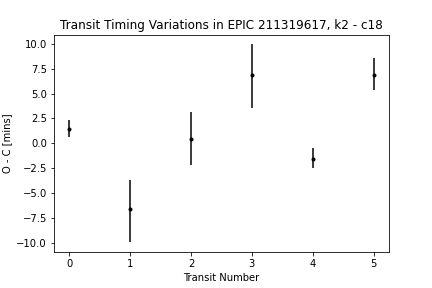 Transit Timing Variations in EPIC 211319617, k2 - c18
10.0
7.5
5.0
2.5
0.0
−2.5
−5.0
−7.5
−10.0
O - C [mins]
0 1 2 3 4 5
Transit Number